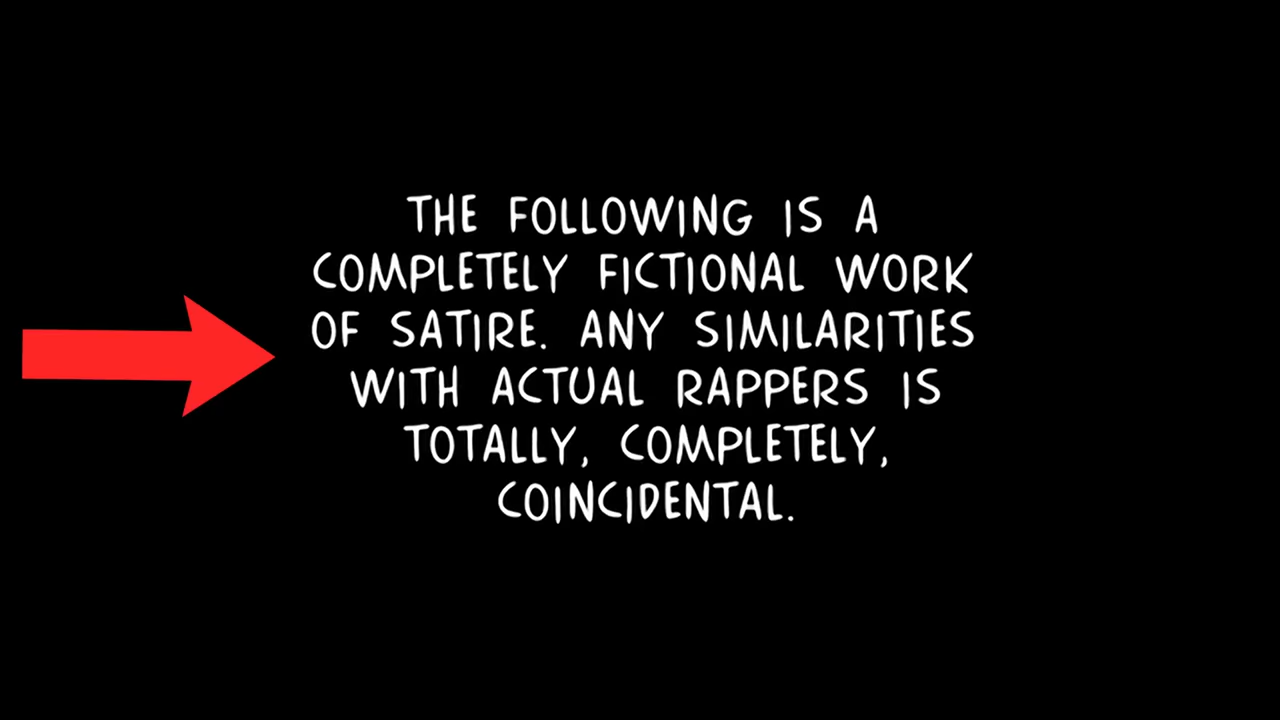 THE FOLLOWING IS A
COMPLETELY FICTIONAL WORK
OF SATIRE. ANY SIMILARITIES
WITH ACTUAL RAPPERS IS
TOTALLY, COMPLETELY,
COINCIDENTAL.